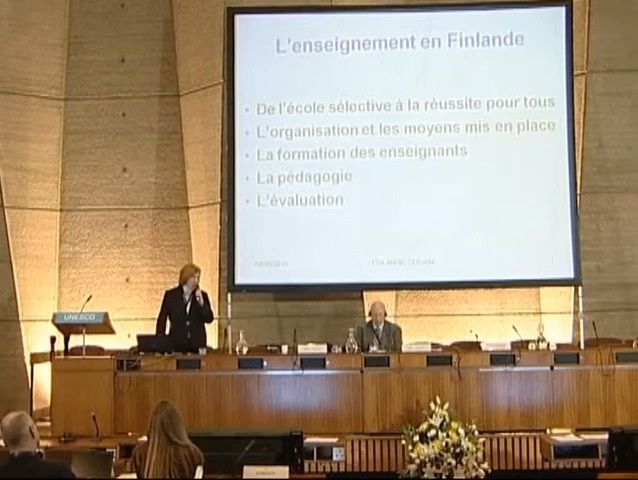 L'enseignement en Finlande
• De l'école sélective à la réussite pour tous
• L'organisation et les moyens mis en place
• La formation des enseignants
• La pédagogie
• L'évaluation
UNESCO